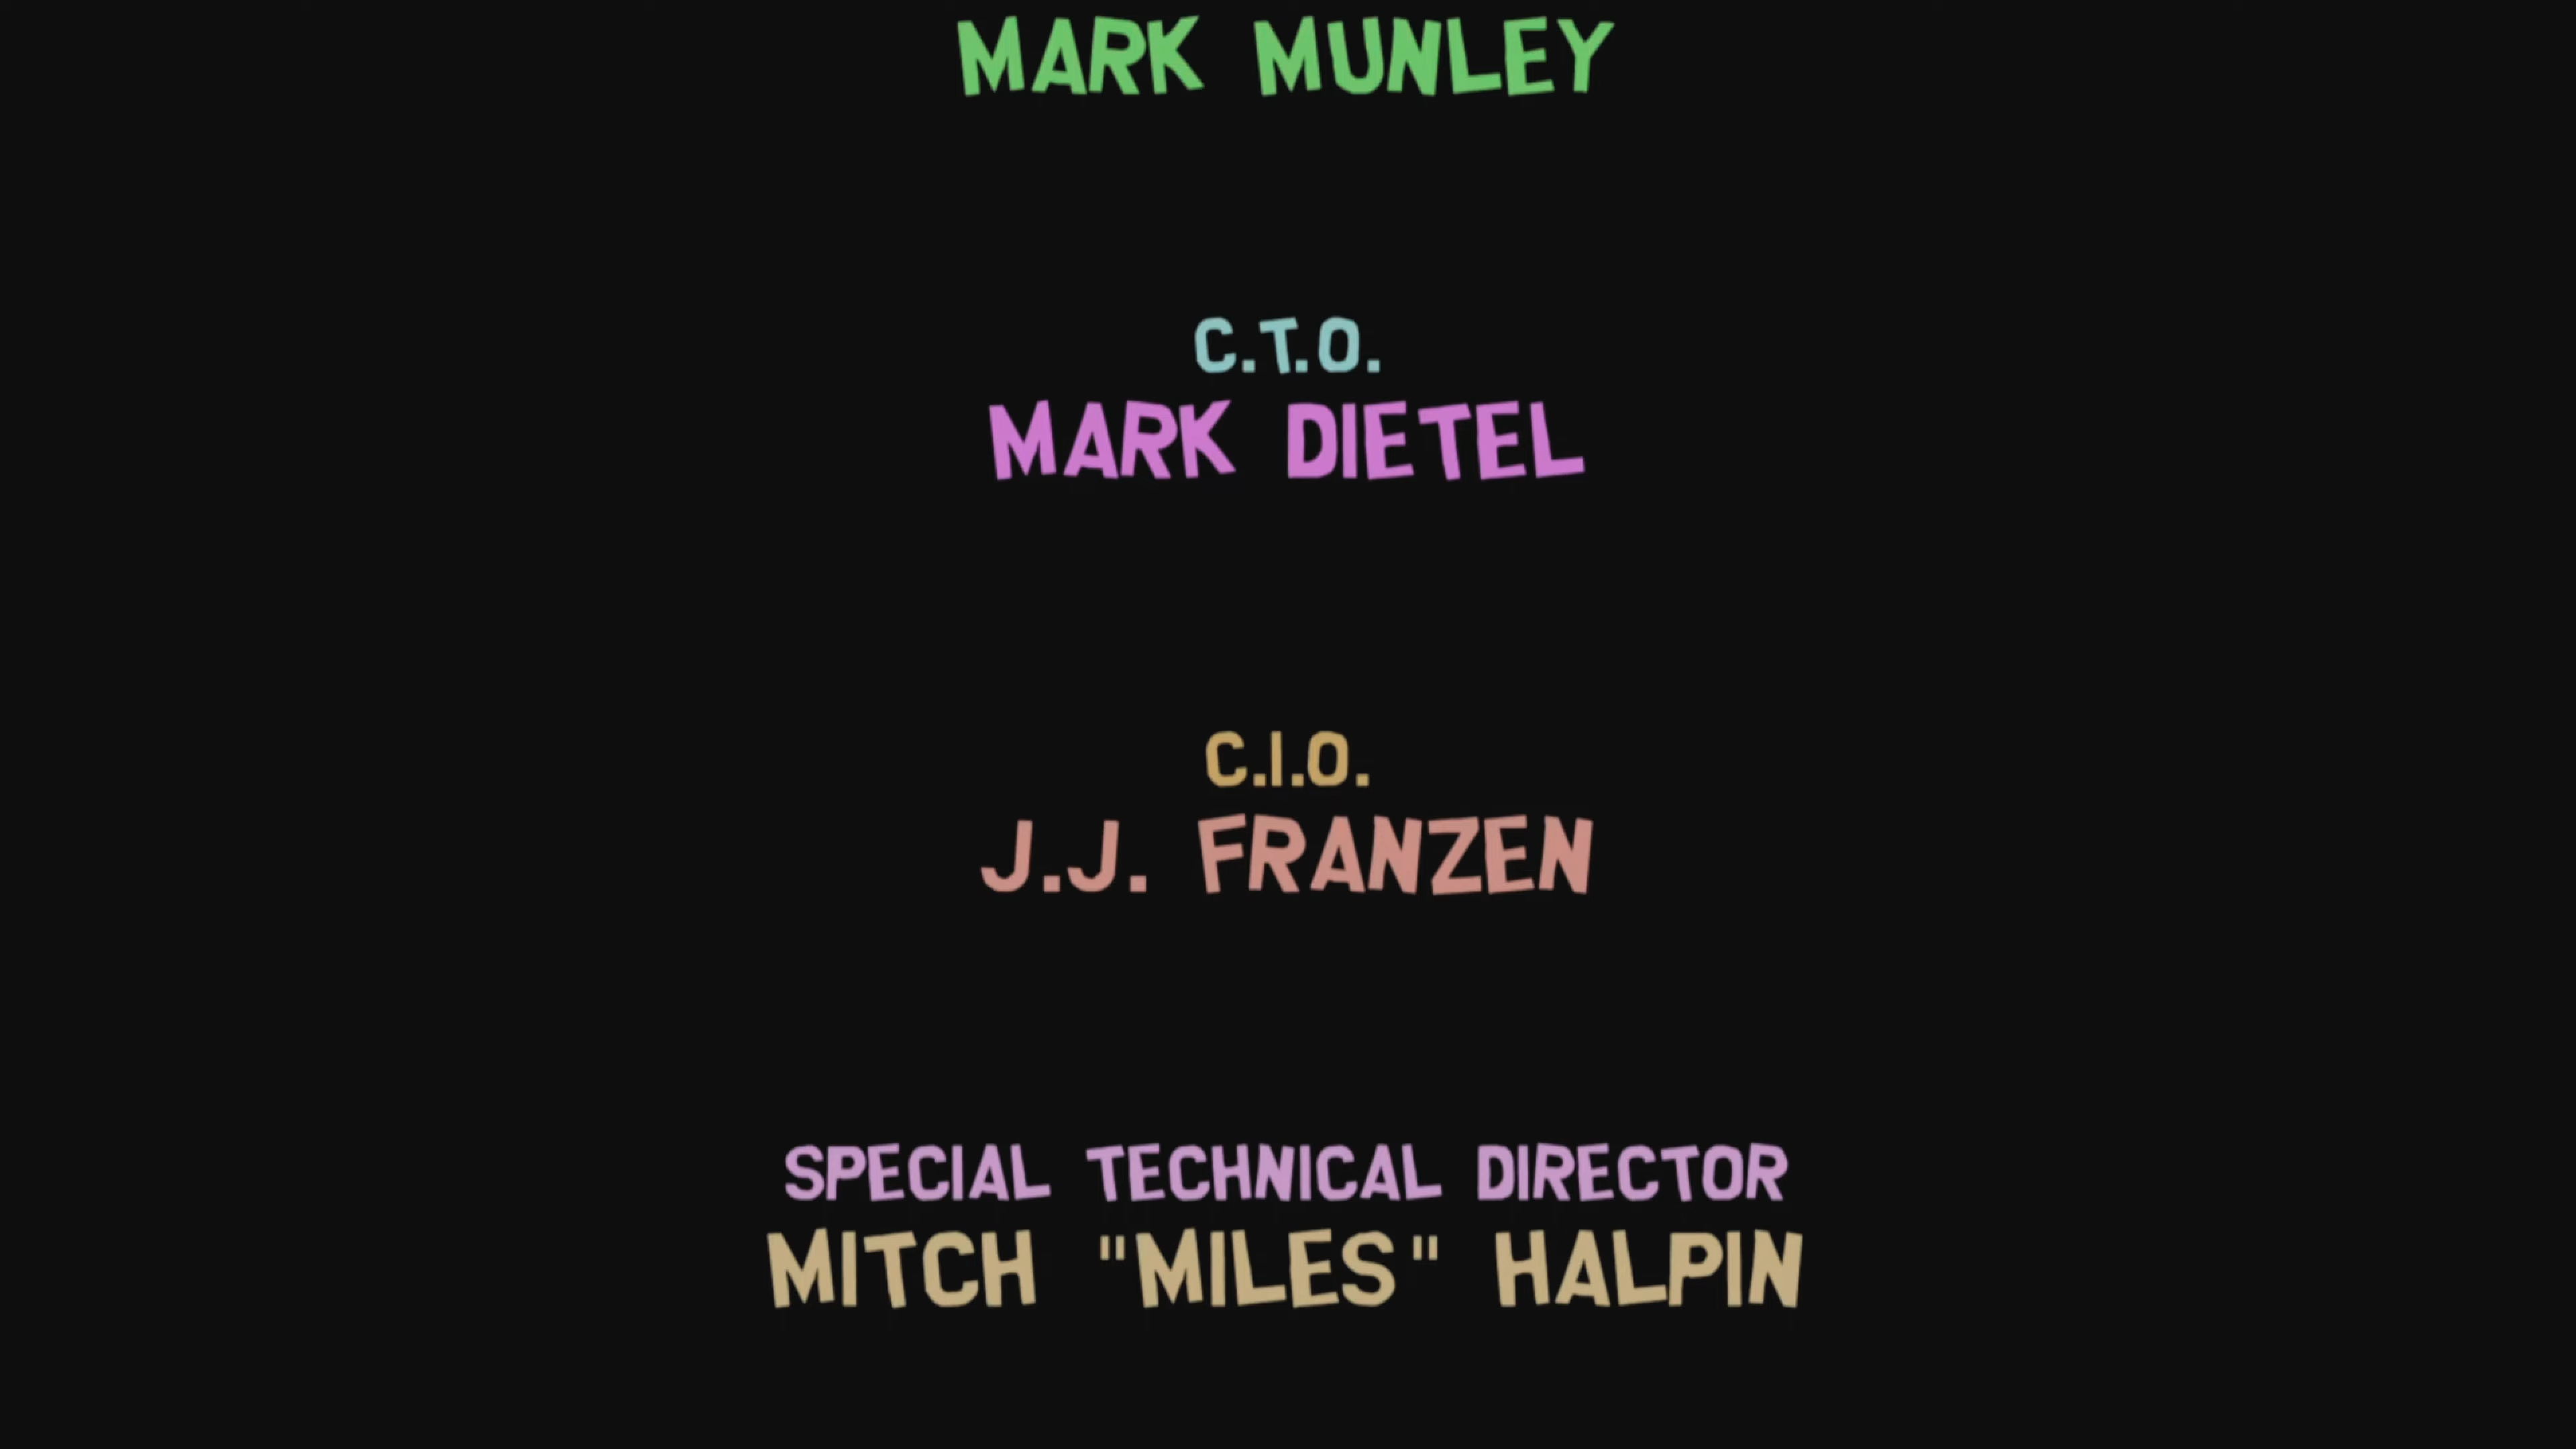 MARK MUNLEY
C.T.O.
MARK DIETEL
C.I.O.
J.J. FRANZEN
SPECIAL TECHNICAL DIRECTOR
MITCH "MILES" HALPIN